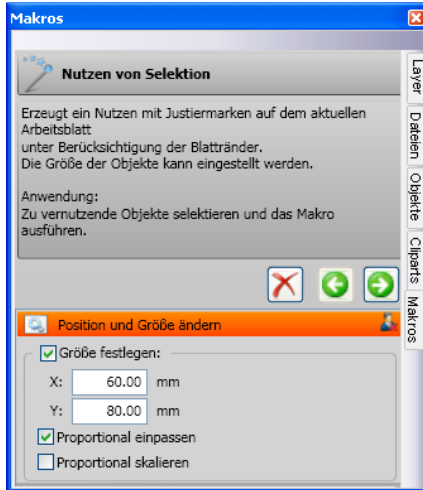 Makros
Nutzen von Selektion
Erzeugt ein Nutzen mit Justiermarken auf dem aktuellen
Arbeitsblatt
unter Berücksichtigung der Blattränder.
Die Größe der Objekte kann eingestellt werden.
Anwendung:
Zu vernutzende Objekte selektieren und das Makro
ausführen.
Position und Größe ändern
Größe festlegen:
X: 60.00 mm
Y: 80.00 mm
Proportional einpassen
Proportional skalieren
Layer
Dateien
Objekte
Cliparts
Makros